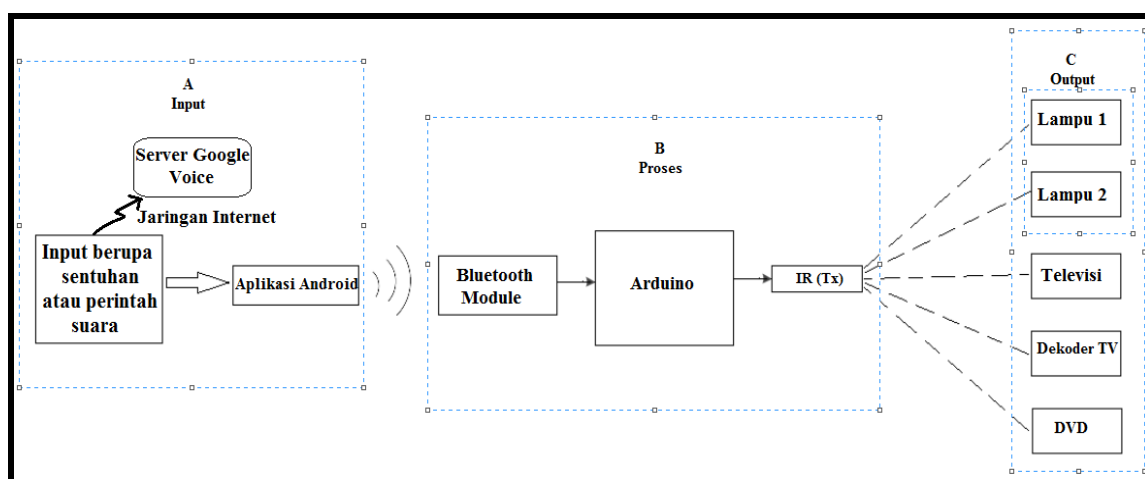 A
Input
Server Google
Voice
Jaringan Internet
Input berupa
sentuhan
atau perintah
suara
Aplikasi Android
B
Proses
Bluetooth
Module
Arduino
IR (Tx)
C
Output
Lampu 1
Lampu 2
Televisi
Dekoder TV
DVD